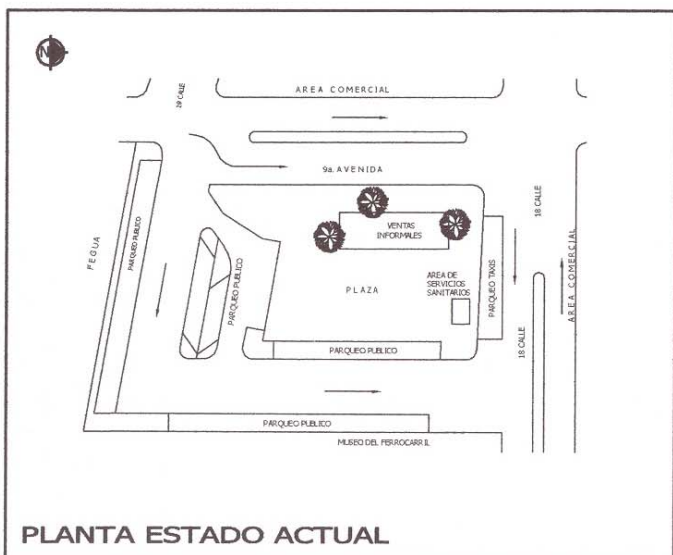 N
AREA COMERCIAL
19 CALLE
9a. AVENIDA
18 CALLE
VENTAS
INFORMALES
PARQUEO PUBLICO
FEGUA
PARQUEO PUBLICO
PLAZA
AREA DE
SERVICIOS
SANITARIOS
PARQUEO TAXIS
AREA COMERCIAL
PARQUEO PUBLICO
18 CALLE
PARQUEO PUBLICO
MUSEO DEL FERROCARRIL
PLANTA ESTADO ACTUAL